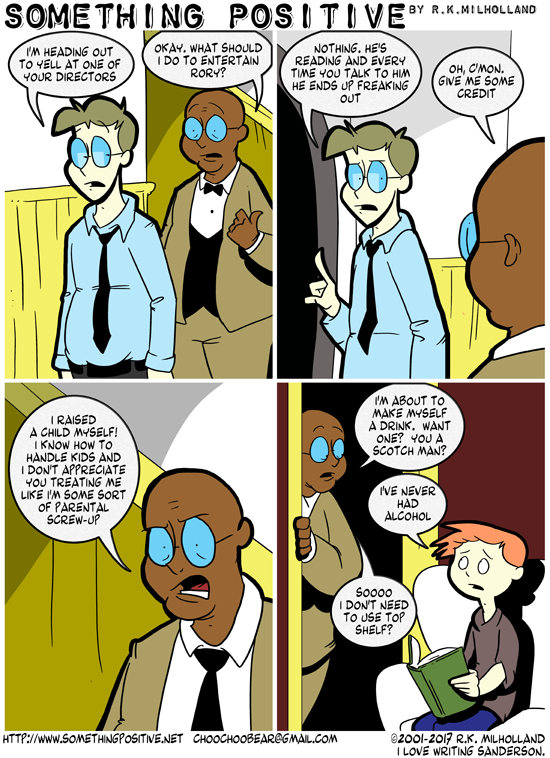 SOMETHING POSITIVE BY R.K.MILHOLLAND
I'M HEADING OUT
TO YELL AT ONE OF
YOUR DIRECTORS
OKAY. WHAT SHOULD
I DO TO ENTERTAIN
RORY?
NOTHING. HE'S
READING AND EVERY
TIME YOU TALK TO HIM
HE ENDS UP FREAKING
OUT
OH, C'MON.
GIVE ME SOME
CREDIT
I RAISED
A CHILD MYSELF!
I KNOW HOW TO
HANDLE KIDS AND
I DON'T APPRECIATE
YOU TREATING ME
LIKE I'M SOME SORT
OF PARENTAL
SCREW-UP
I'M ABOUT TO
MAKE MYSELF
A DRINK. WANT
ONE? YOU A
SCOTCH MAN?
I'VE NEVER
HAD
ALCOHOL
SOOOO
I DON'T NEED
TO USE TOP
SHELF?
HTTP://WWW.SOMETHINGPOSITIVE.NET CHOOCHOOBEAR@GMAIL.COM ©2001-2017 R.K. MILHOLLAND
I LOVE WRITING SANDERSON.